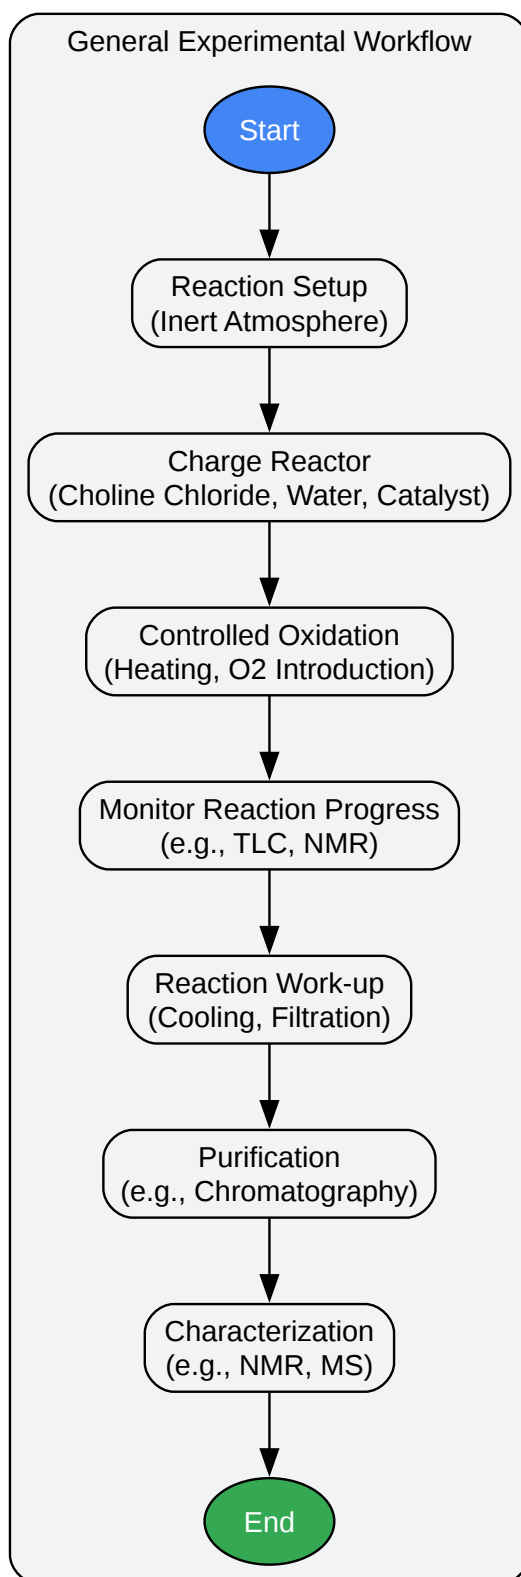 General Experimental Workflow
Start
Reaction Setup
(Inert Atmosphere)
Charge Reactor
(Choline Chloride, Water, Catalyst)
Controlled Oxidation
(Heating, O2 Introduction)
Monitor Reaction Progress
(e.g., TLC, NMR)
Reaction Work-up
(Cooling, Filtration)
Purification
(e.g., Chromatography)
Characterization
(e.g., NMR, MS)
End